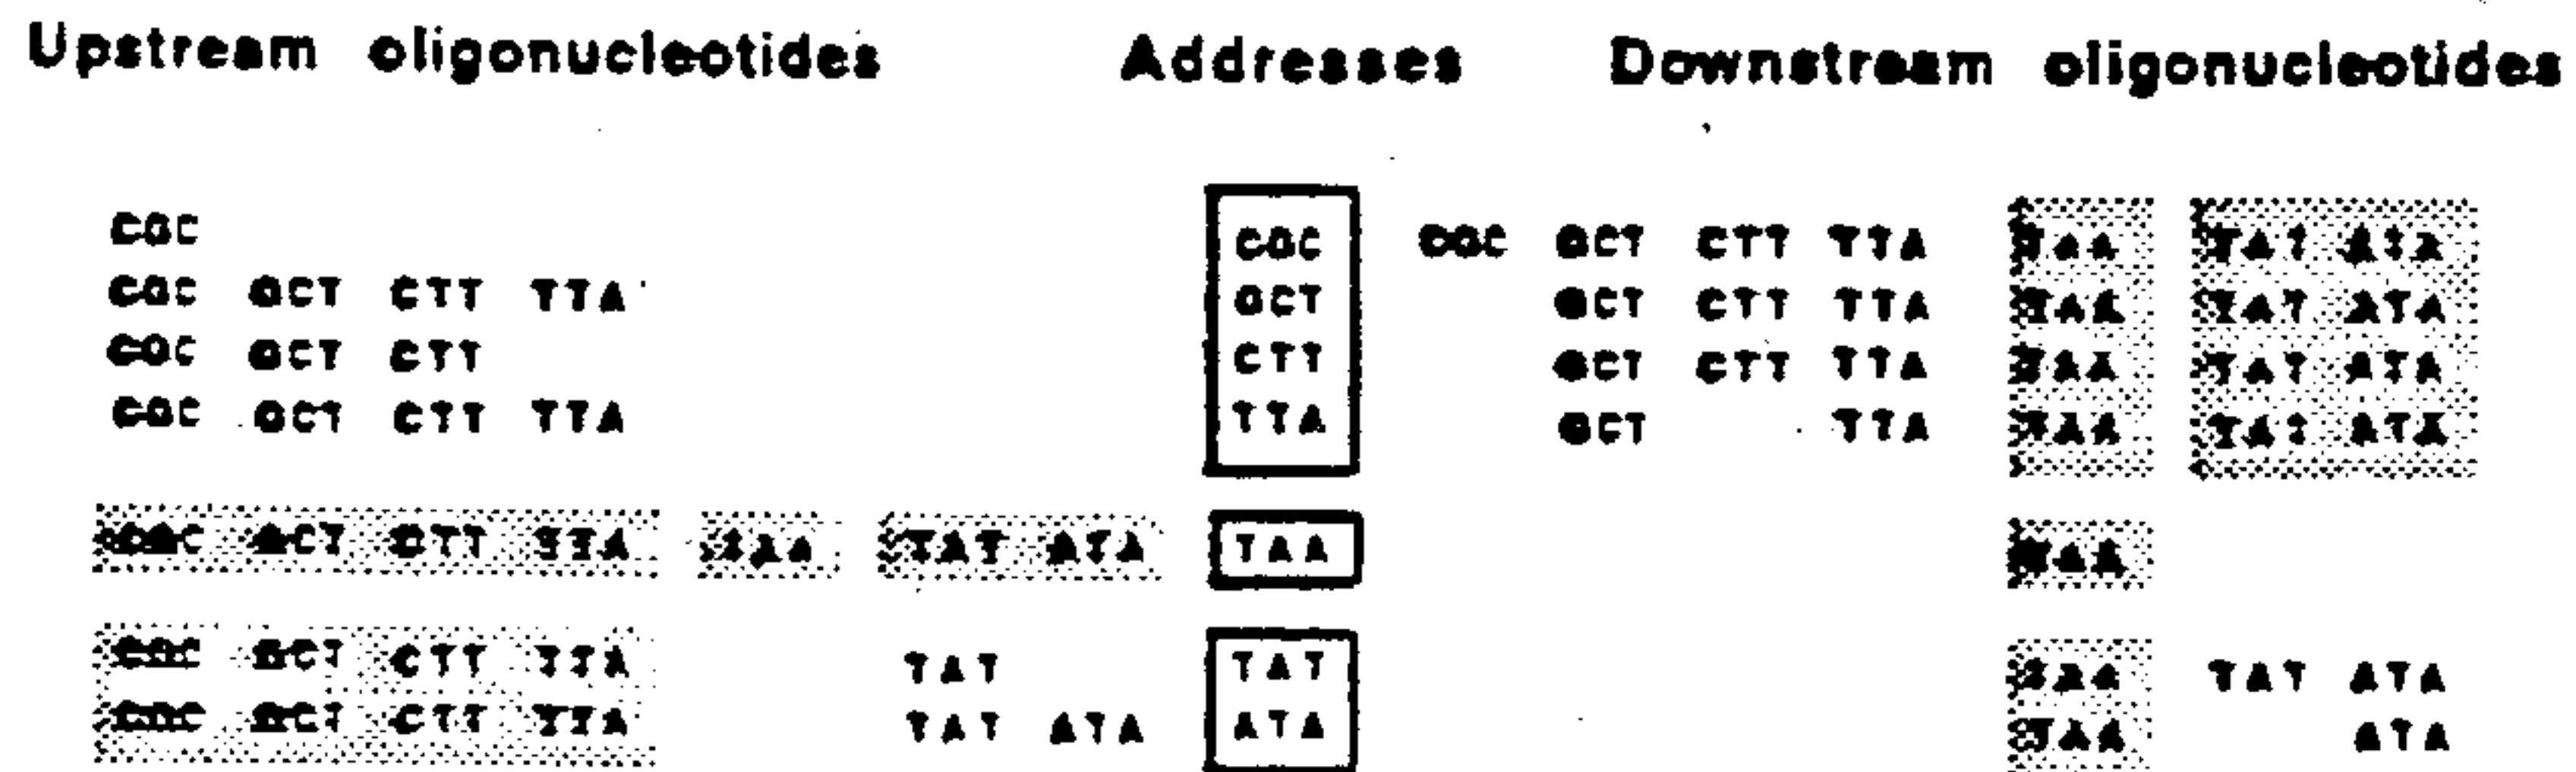 Upstream oligonucleotides Addresses Downstream oligonucleotides
CGC CGC CGC GCT CTT TTA TAA TAT ATA
CGC GCT CTT TTA GCT GCT CTT TTA TAA TAT ATA
CGC GCT CTT CTT GCT CTT TTA TAA TAT ATA
CGC GCT CTT TTA TTA GCT TTA TAA TAT ATA
CGC GCT CTT TTA TAA TAT ATA TAA TAA
CGC GCT CTT TTA TAT TAT TAA TAT ATA
CGC GCT CTT TTA TAT ATA ATA TAA ATA